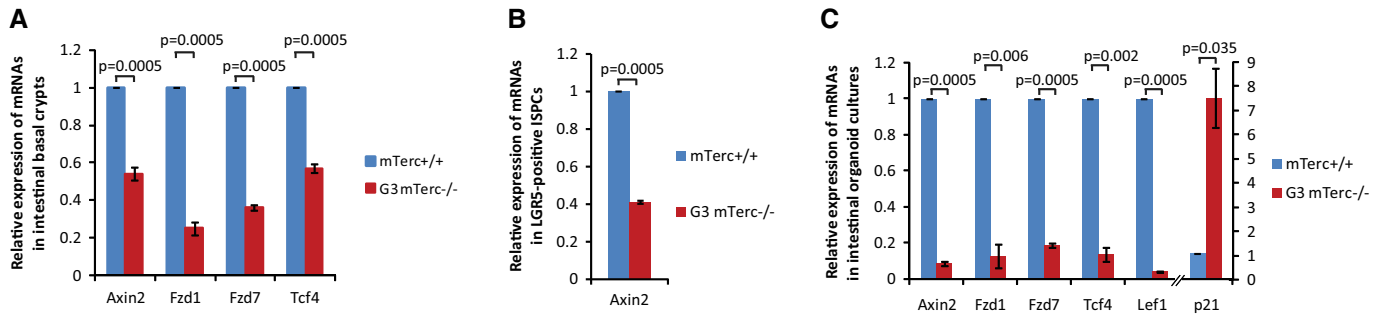 A
Relative expression of mRNAs
in intestinal basal crypts
1.2
1
0.8
0.6
0.4
0.2
0
p=0.0005
p=0.0005
p=0.0005
p=0.0005
Axin2 Fzd1 Fzd7 Tcf4
mTerc+/+
G3 mTerc-/-
B
Relative expression of mRNAs
in LGR5-positive ISPCs
1.2
1
0.8
0.6
0.4
0.2
0
p=0.0005
Axin2
mTerc+/+
G3 mTerc-/-
C
Relative expression of mRNAs
in intestinal organoid cultures
1.2
1
0.8
0.6
0.4
0.2
0
p=0.0005
p=0.006
p=0.0005
p=0.002
p=0.0005
p=0.035
9
8
7
6
5
4
3
2
1
0
Axin2 Fzd1 Fzd7 Tcf4 Lef1 p21
mTerc+/+
G3 mTerc-/-